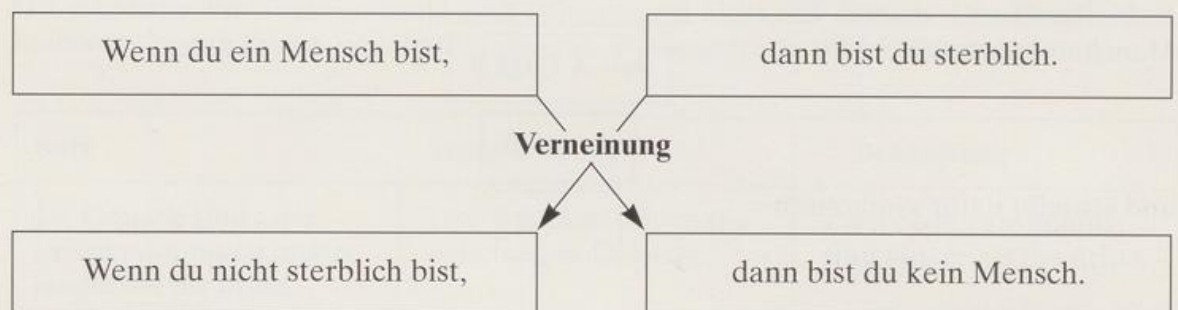 Wenn du ein Mensch bist,
dann bist du sterblich.
Verneinung
Wenn du nicht sterblich bist,
dann bist du kein Mensch.